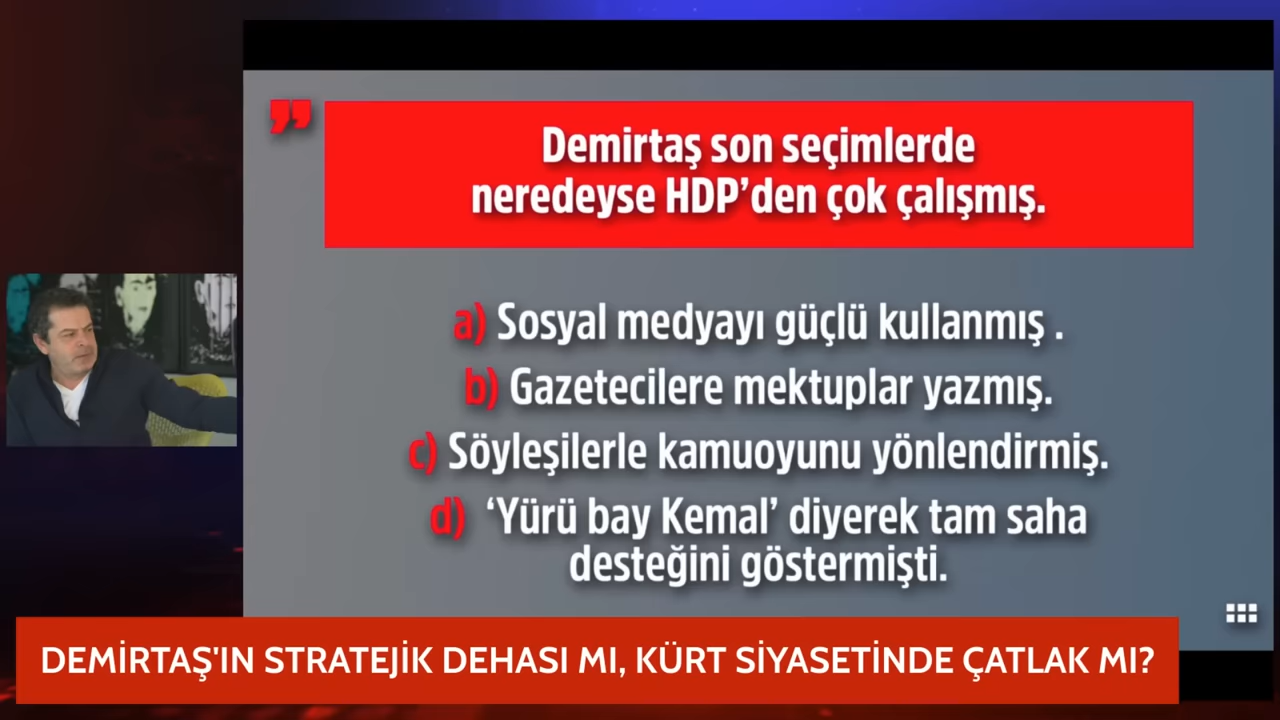 Demirtaş son seçimlerde
neredeyse HDP’den çok çalışmış.
a) Sosyal medyayı güçlü kullanmış .
b) Gazetecilere mektuplar yazmış.
c) Söyleşilerle kamuoyunu yönlendirmiş.
d) ‘Yürü bay Kemal’ diyerek tam saha
desteğini göstermişti.
DEMİRTAŞ'IN STRATEJİK DEHASI MI, KÜRT SİYASETİNDE ÇATLAK MI?